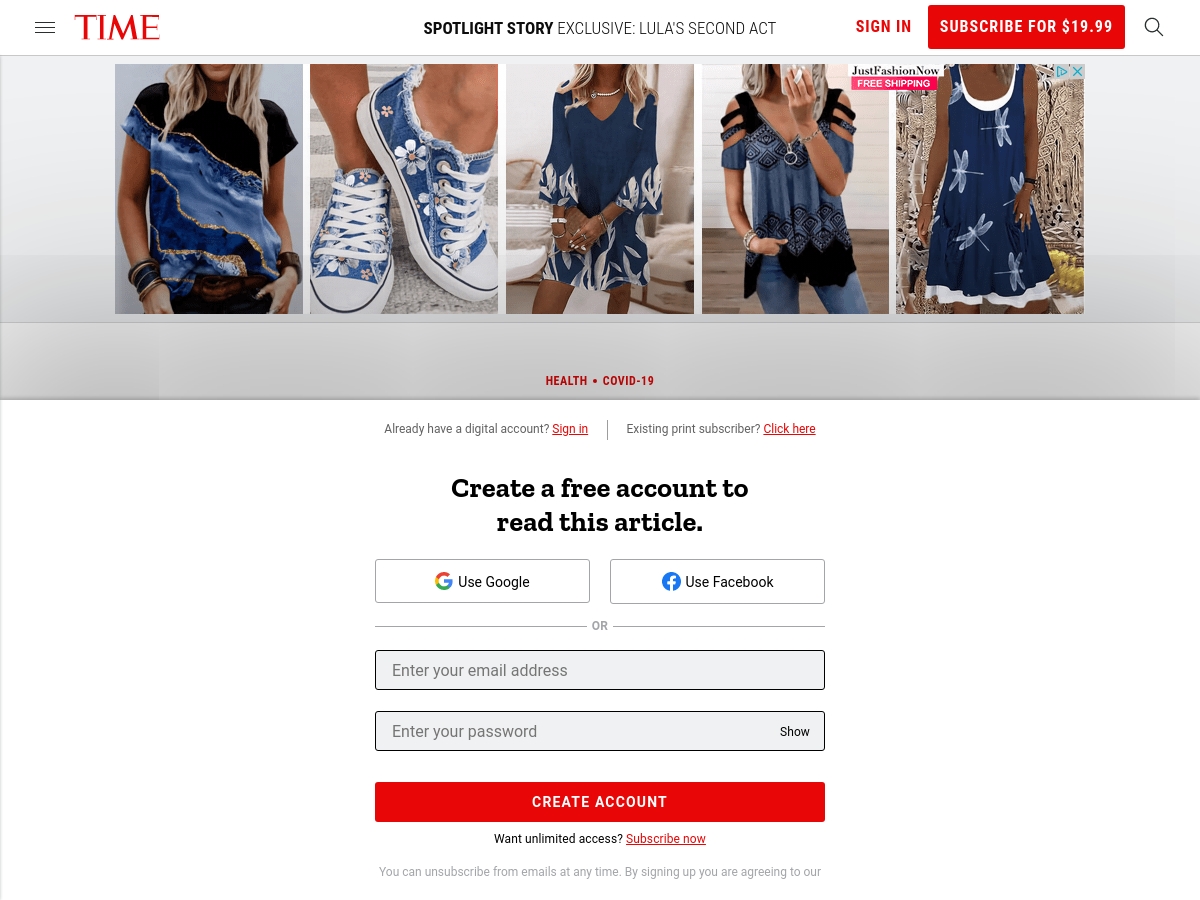 TIME
SPOTLIGHT STORY EXCLUSIVE: LULA'S SECOND ACT
SIGN IN
SUBSCRIBE FOR $19.99
JustFashionNow
FREE SHIPPING
HEALTH • COVID-19
Already have a digital account? Sign in
Existing print subscriber? Click here
Create a free account to
read this article.
Use Google
Use Facebook
OR
Enter your email address
Enter your password
Show
CREATE ACCOUNT
Want unlimited access? Subscribe now
You can unsubscribe from emails at any time. By signing up you are agreeing to our